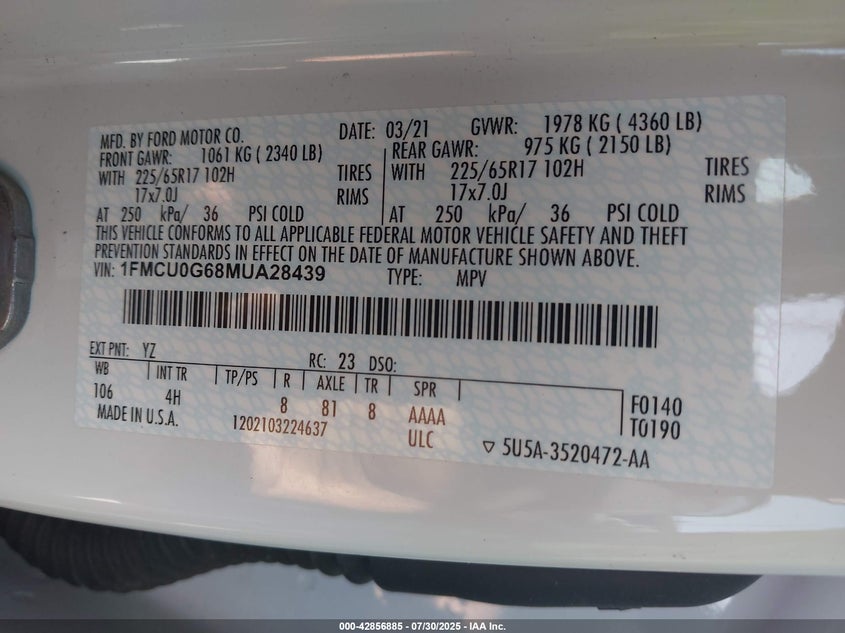 MFD. BY FORD MOTOR CO. DATE: 03/21 GVWR: 1978 KG ( 4360 LB)
FRONT GAWR: 1061 KG ( 2340 LB) REAR GAWR: 975 KG ( 2150 LB)
WITH 225/65R17 102H TIRES WITH 225/65R17 102H TIRES
17x7.0J RIMS 17x7.0J RIMS
AT 250 kPa/ 36 PSI COLD AT 250 kPa/ 36 PSI COLD
THIS VEHICLE CONFORMS TO ALL APPLICABLE FEDERAL MOTOR VEHICLE SAFETY AND THEFT
PREVENTION STANDARDS IN EFFECT ON THE DATE OF MANUFACTURE SHOWN ABOVE.
VIN: 1FMCU0G68MUA28439 TYPE: MPV
EXT PNT: YZ RC: 23 DSO:
WB INT TR TP/PS R AXLE TR SPR
106 4H 8 81 8 AAAA F0140
MADE IN U.S.A. 1202103224637 ULC T0190
5U5A-3520472-AA
000-42856885 - 07/30/2025 - IAA Inc.